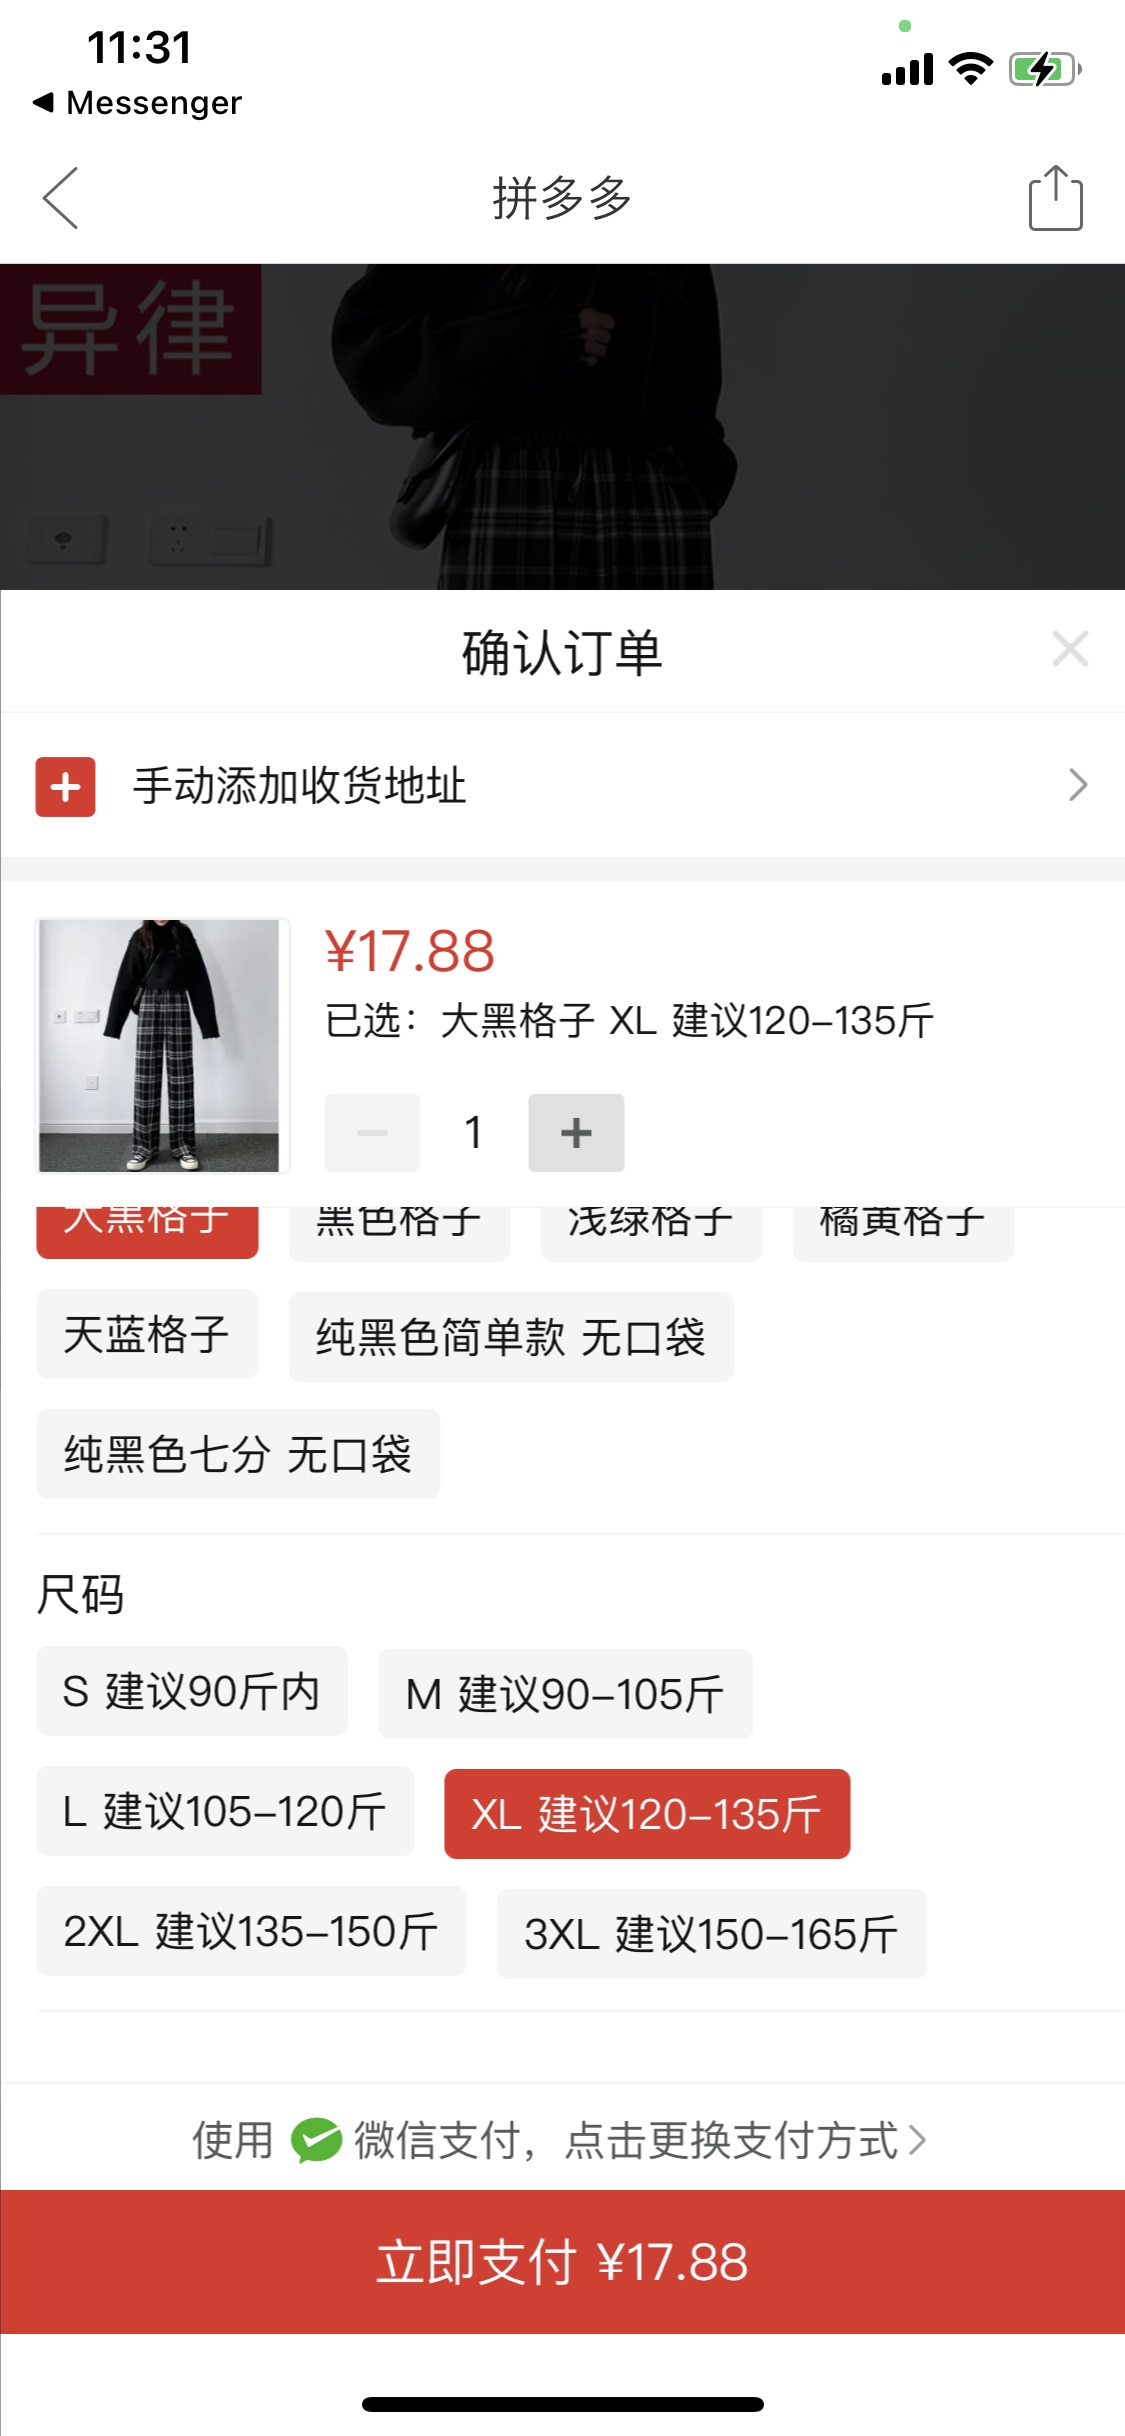 11:31
Messenger
拼多多
异律
确认订单
手动添加收货地址
¥17.88
已选：大黑格子 XL 建议120-135斤
1
大黑格子 黑色格子 浅绿格子 橘黄格子
天蓝格子 纯黑色简单款 无口袋
纯黑色七分 无口袋
尺码
S 建议90斤内 M 建议90-105斤
L 建议105-120斤 XL 建议120-135斤
2XL 建议135-150斤 3XL 建议150-165斤
使用 微信支付，点击更换支付方式
立即支付 ¥17.88